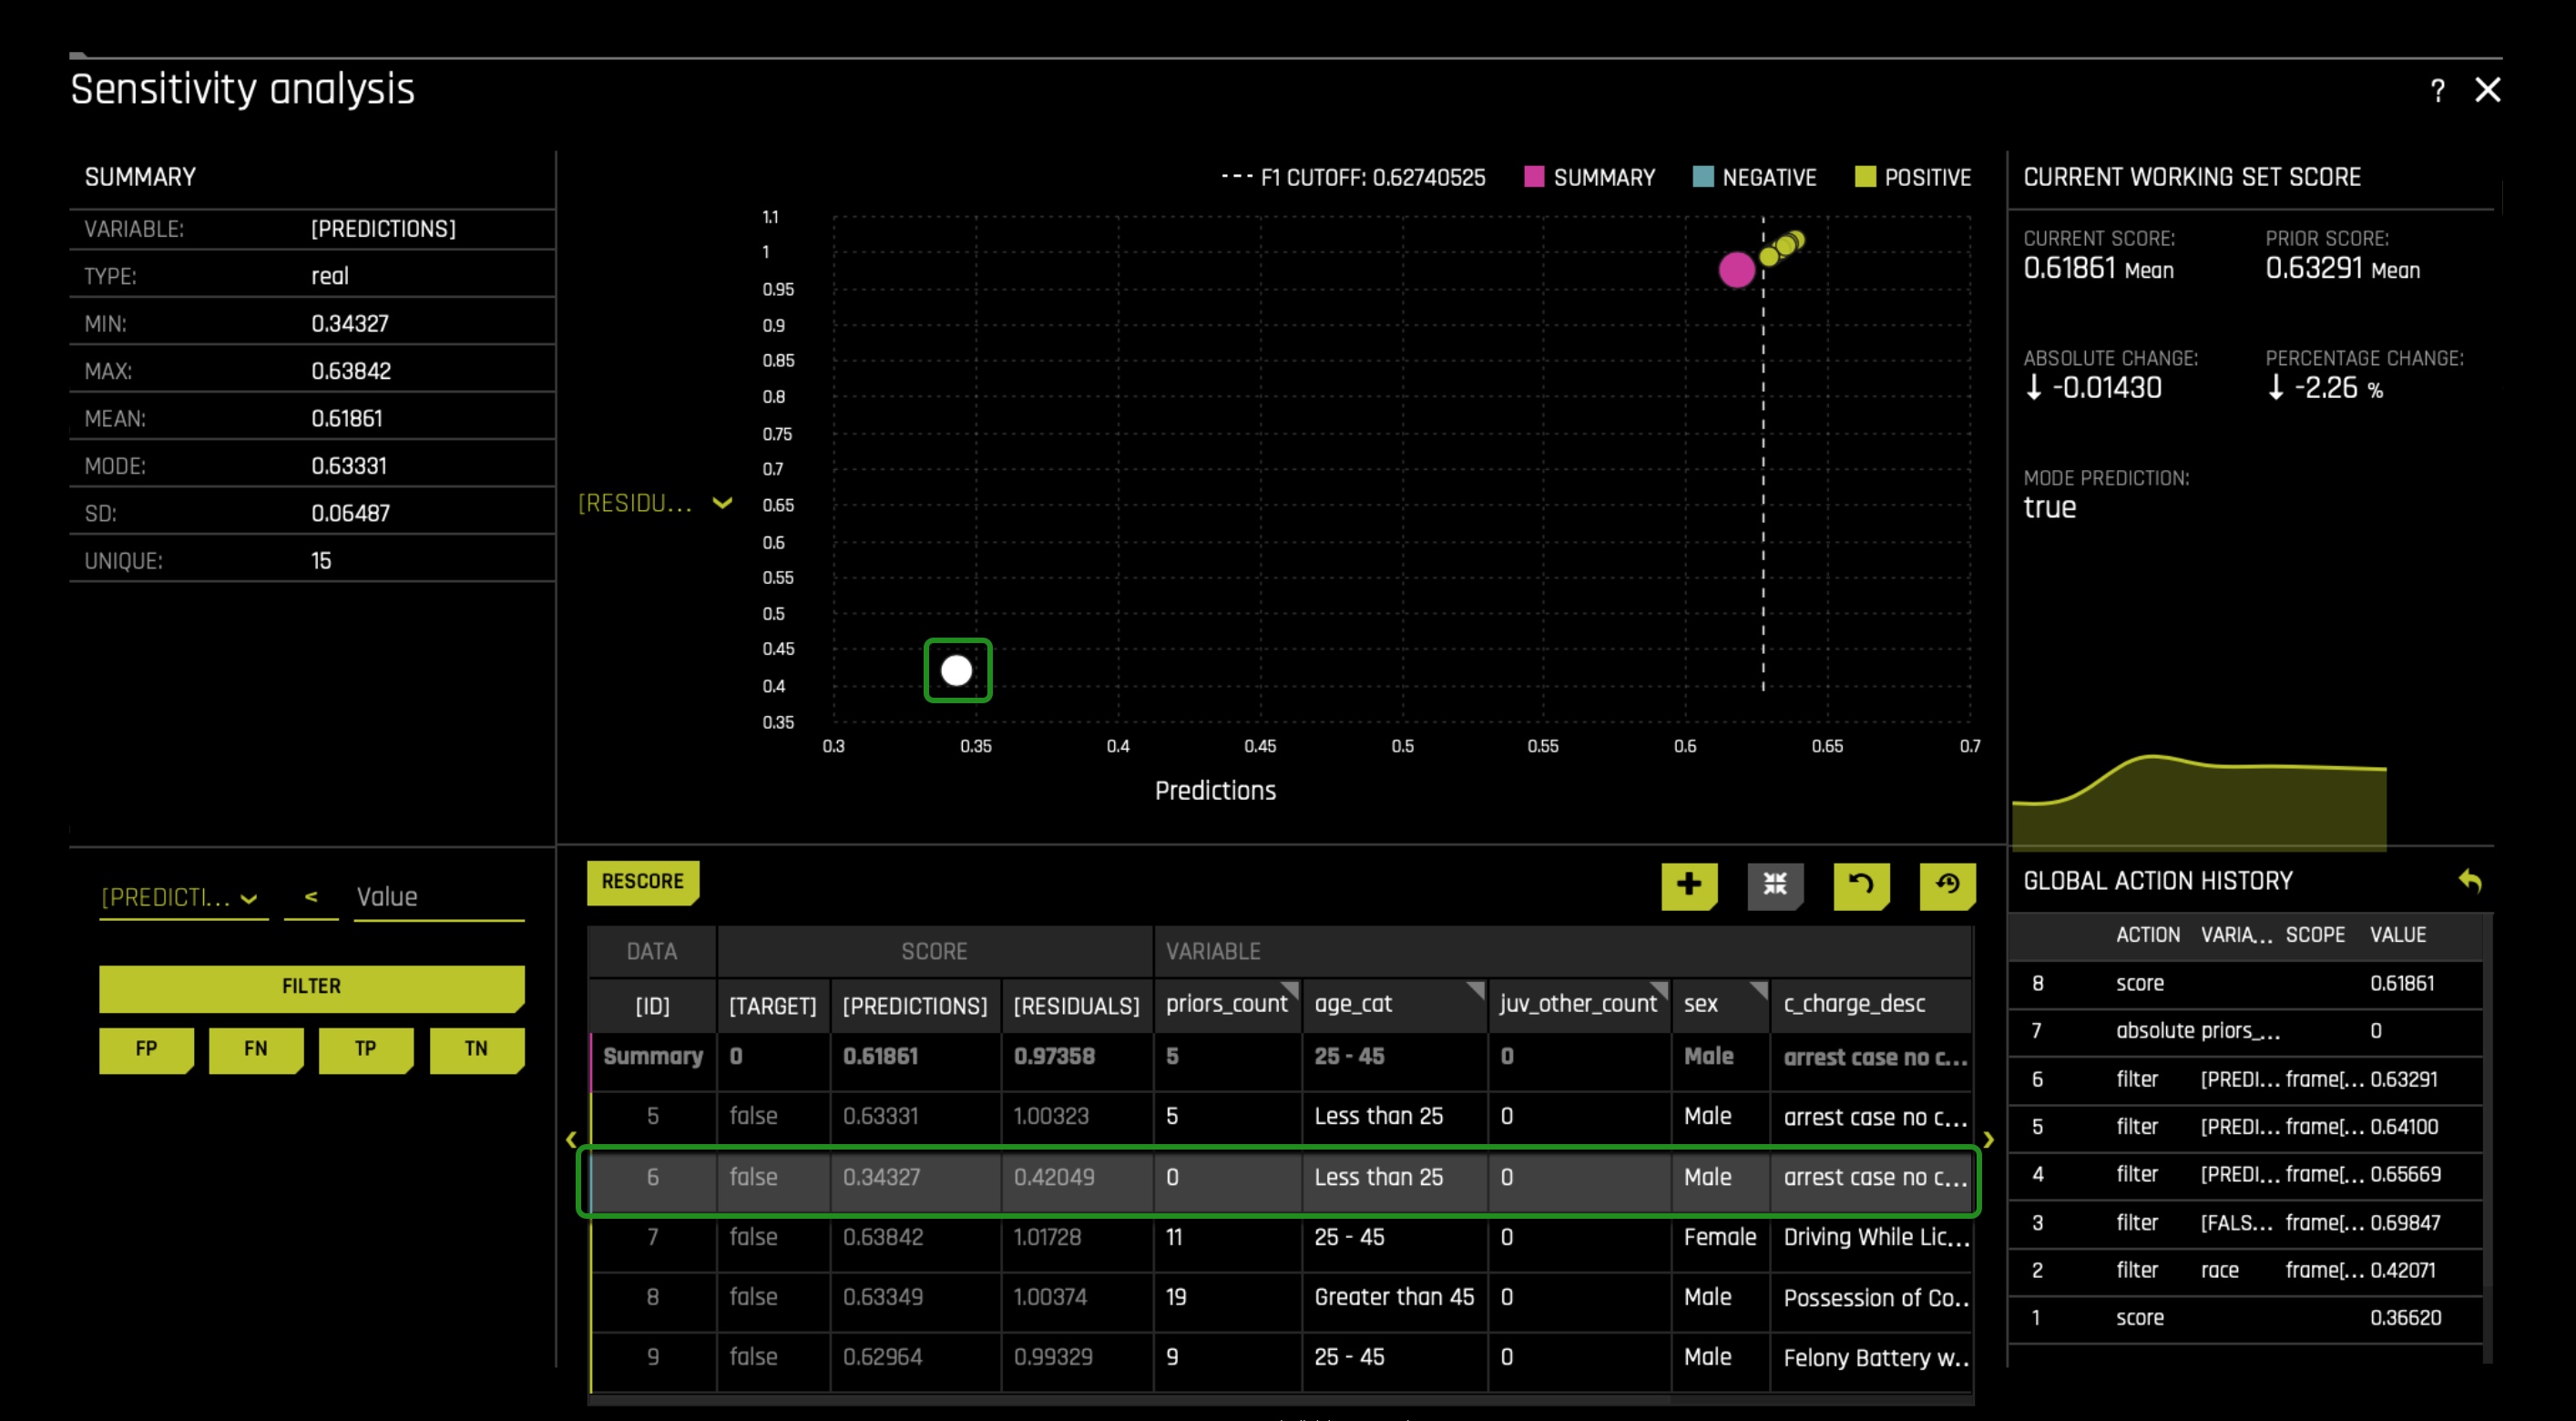 Sensitivity analysis
?
SUMMARY
VARIABLE: [PREDICTIONS]
TYPE: real
MIN: 0.34327
MAX: 0.63842
MEAN: 0.61861
MODE: 0.63331
SD: 0.06487
UNIQUE: 15
[PREDICTI... < Value
FILTER
FP FN TP TN
F1 CUTOFF: 0.62740525 SUMMARY NEGATIVE POSITIVE
1.1
1
0.95
0.9
0.85
0.8
0.75
0.7
[RESIDU... 0.65
0.6
0.55
0.5
0.45
0.4
0.35
0.3 0.35 0.4 0.45 0.5 0.55 0.6 0.65 0.7
Predictions
RESCORE
DATA SCORE VARIABLE
[ID] [TARGET] [PREDICTIONS] [RESIDUALS] priors_count age_cat juv_other_count sex c_charge_desc
Summary 0 0.61861 0.97358 5 25 - 45 0 Male arrest case no c...
5 false 0.63331 1.00323 5 Less than 25 0 Male arrest case no c...
6 false 0.34327 0.42049 0 Less than 25 0 Male arrest case no c...
7 false 0.63842 1.01728 11 25 - 45 0 Female Driving While Lic...
8 false 0.63349 1.00374 19 Greater than 45 0 Male Possession of Co..
9 false 0.62964 0.99329 9 25 - 45 0 Male Felony Battery w..
CURRENT WORKING SET SCORE
CURRENT SCORE: PRIOR SCORE:
0.61861 Mean 0.63291 Mean
ABSOLUTE CHANGE: PERCENTAGE CHANGE:
↓ -0.01430 ↓ -2.26 %
MODE PREDICTION:
true
GLOBAL ACTION HISTORY
ACTION VARIA... SCOPE VALUE
8 score 0.61861
7 absolute priors_... 0
6 filter [PREDI... frame[... 0.63291
5 filter [PREDI... frame[... 0.64100
4 filter [PREDI... frame[... 0.65669
3 filter [FALS... frame[... 0.69847
2 filter race frame[... 0.42071
1 score 0.36620